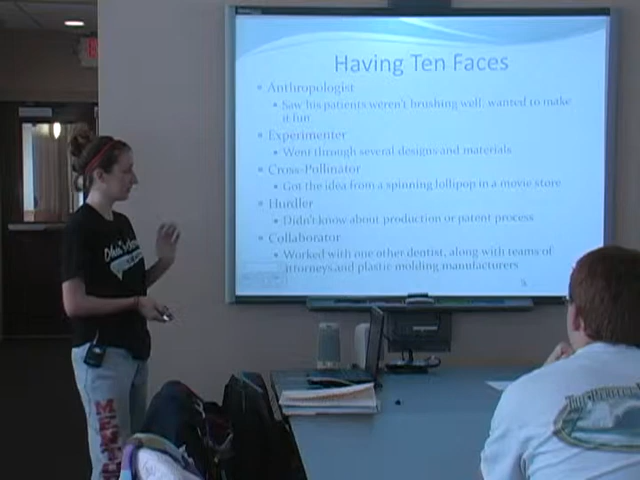 Having Ten Faces
Anthropologist
Saw his patients weren't brushing well, wanted to make
it fun
Experimenter
Went through several designs and materials
Cross-Pollinator
Got the idea from a spinning lollipop in a movie store
Hurdler
Didn't know about production or patent process
Collaborator
Worked with one other dentist, along with teams of
attorneys and plastic molding manufacturers